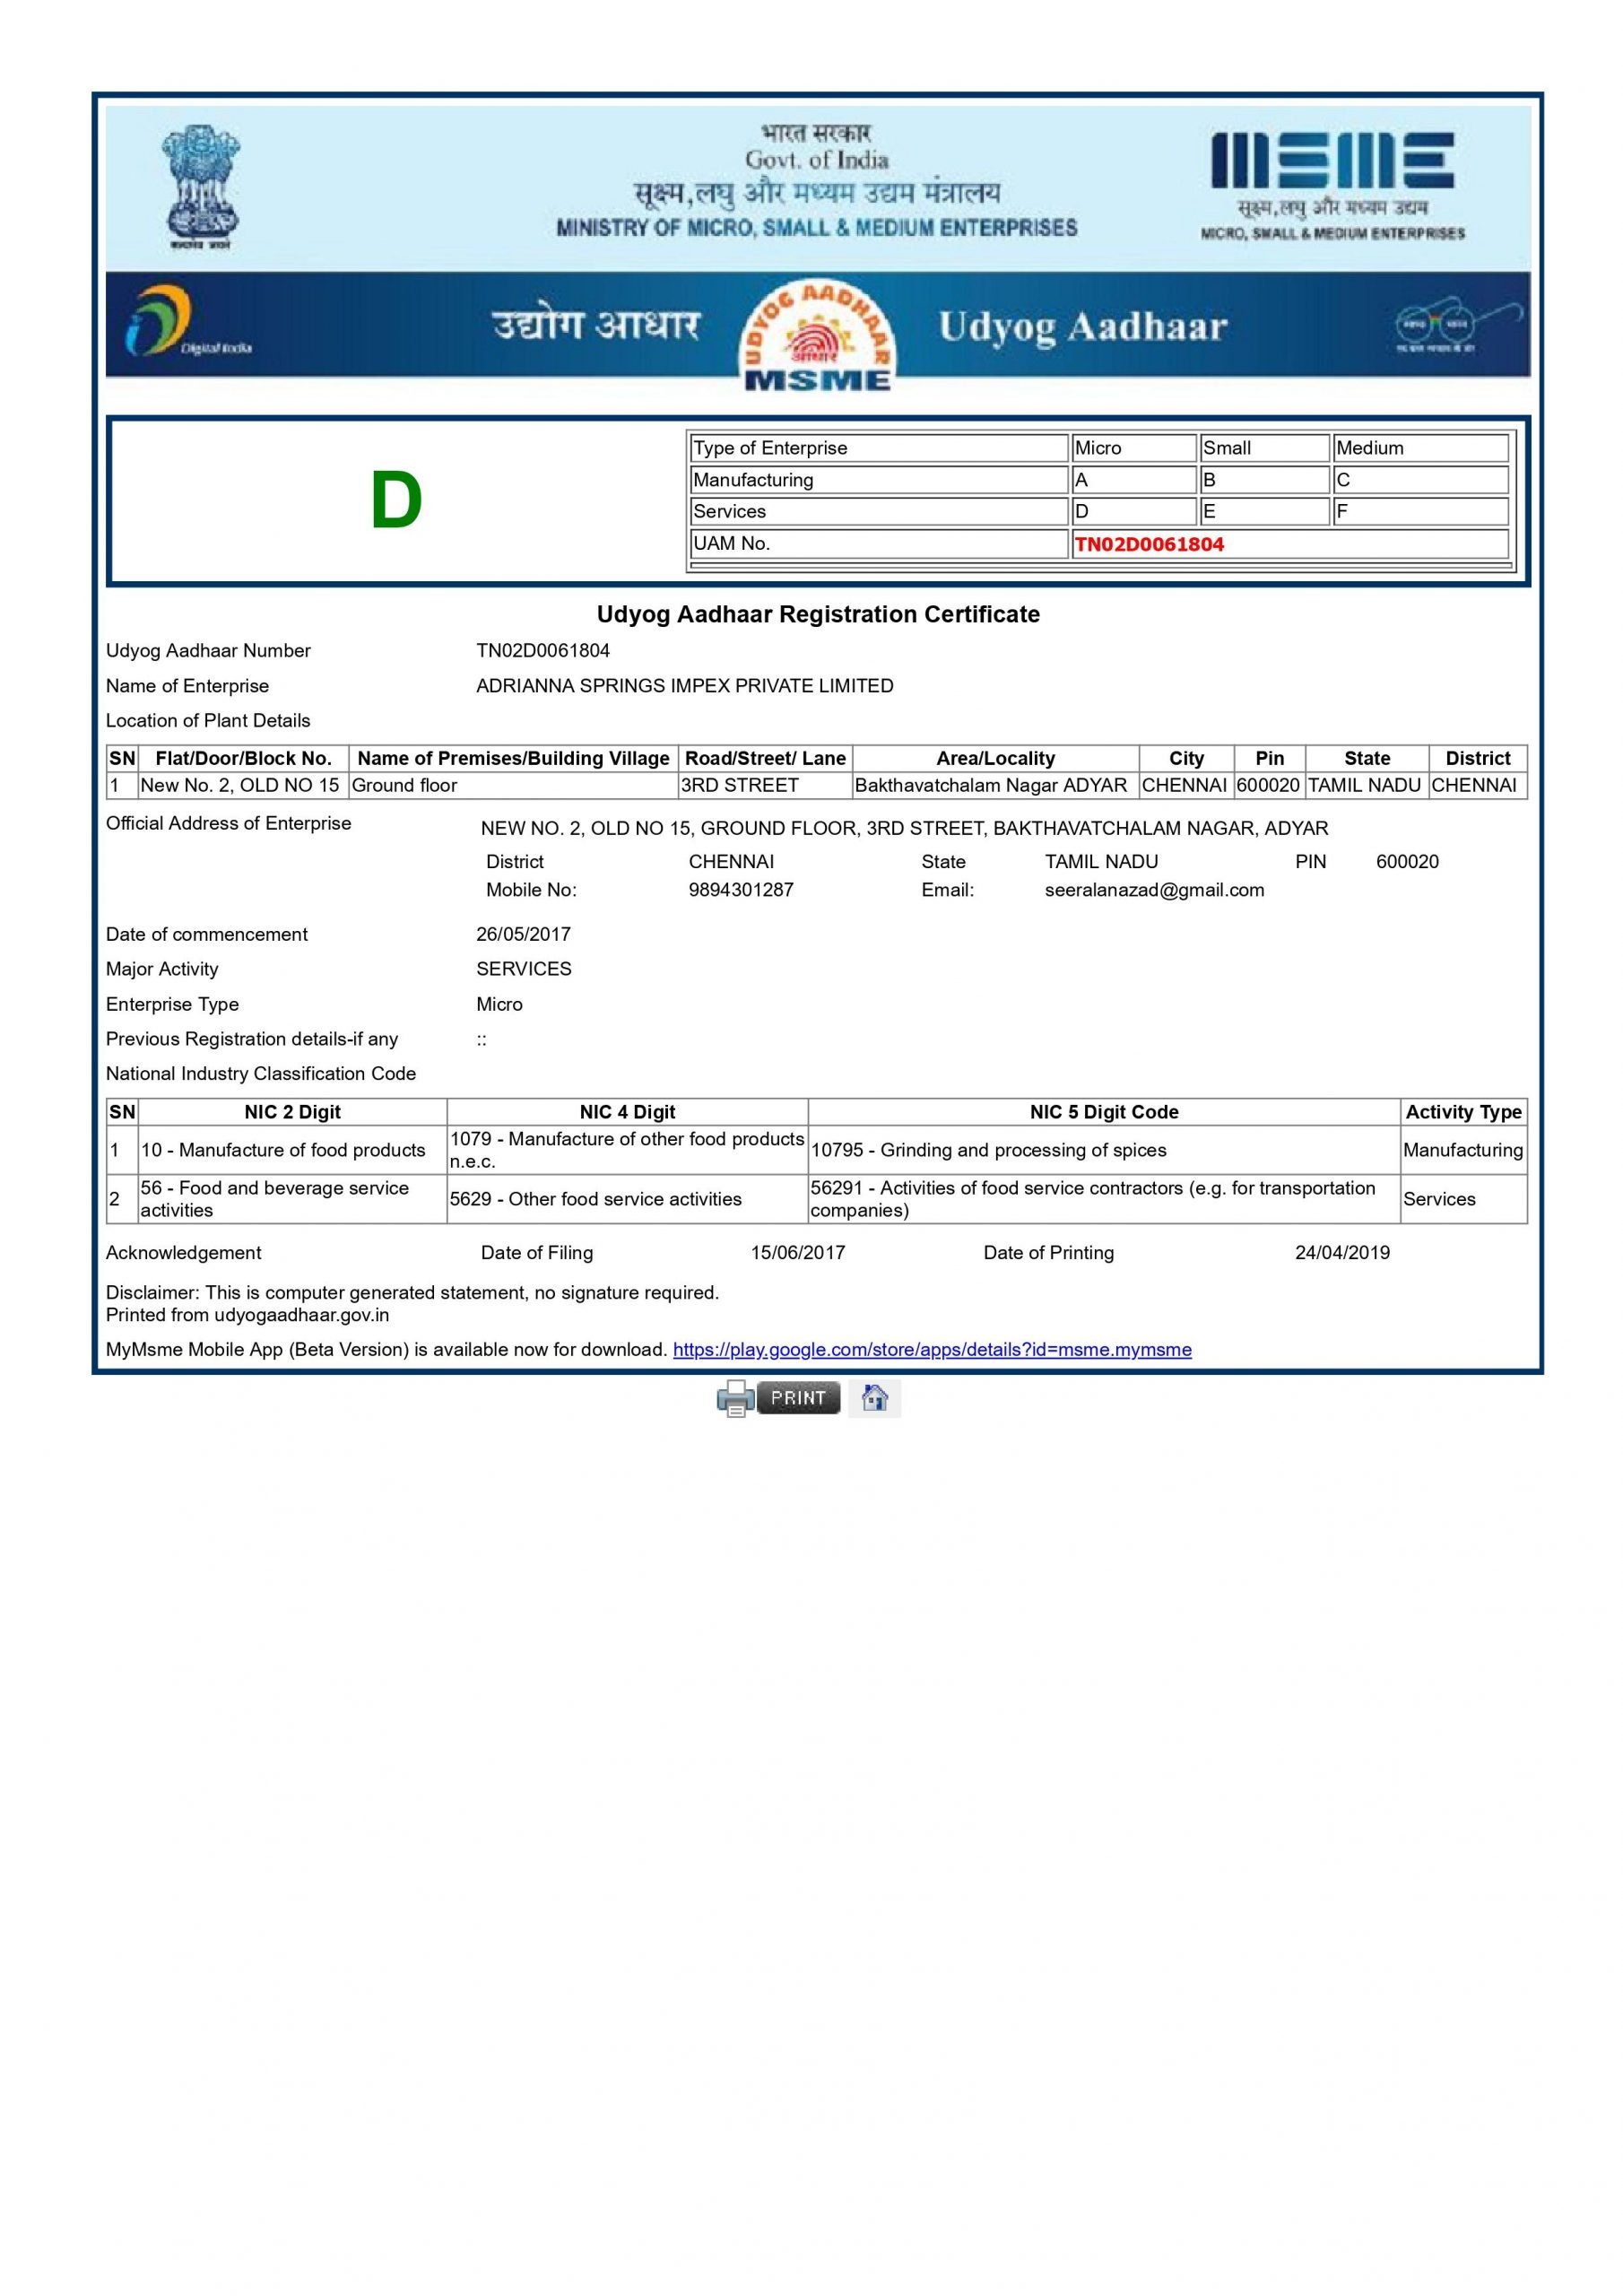 भारत सरकार
Govt. of India
सूक्ष्म,लघु और मध्यम उद्यम मंत्रालय
MINISTRY OF MICRO, SMALL & MEDIUM ENTERPRISES
सूक्ष्म,लघु और मध्यम उद्यम
MICRO, SMALL & MEDIUM ENTERPRISES
Digital India
उद्योग आधार
UDYOG AADHAAR
आधार
MSME
Udyog Aadhaar
D
Type of Enterprise Micro Small Medium
Manufacturing A B C
Services D E F
UAM No. TN02D0061804
Udyog Aadhaar Registration Certificate
Udyog Aadhaar Number TN02D0061804
Name of Enterprise ADRIANNA SPRINGS IMPEX PRIVATE LIMITED
Location of Plant Details
SN Flat/Door/Block No. Name of Premises/Building Village Road/Street/ Lane Area/Locality City Pin State District
1 New No. 2, OLD NO 15 Ground floor 3RD STREET Bakthavatchalam Nagar ADYAR CHENNAI 600020 TAMIL NADU CHENNAI
Official Address of Enterprise NEW NO. 2, OLD NO 15, GROUND FLOOR, 3RD STREET, BAKTHAVATCHALAM NAGAR, ADYAR
District CHENNAI State TAMIL NADU PIN 600020
Mobile No: 9894301287 Email: seeralanazad@gmail.com
Date of commencement 26/05/2017
Major Activity SERVICES
Enterprise Type Micro
Previous Registration details-if any ::
National Industry Classification Code
SN NIC 2 Digit NIC 4 Digit NIC 5 Digit Code Activity Type
1 10 - Manufacture of food products 1079 - Manufacture of other food products n.e.c. 10795 - Grinding and processing of spices Manufacturing
2 56 - Food and beverage service activities 5629 - Other food service activities 56291 - Activities of food service contractors (e.g. for transportation companies) Services
Acknowledgement Date of Filing 15/06/2017 Date of Printing 24/04/2019
Disclaimer: This is computer generated statement, no signature required.
Printed from udyogaadhaar.gov.in
MyMsme Mobile App (Beta Version) is available now for download. https://play.google.com/store/apps/details?id=msme.mymsme
PRINT